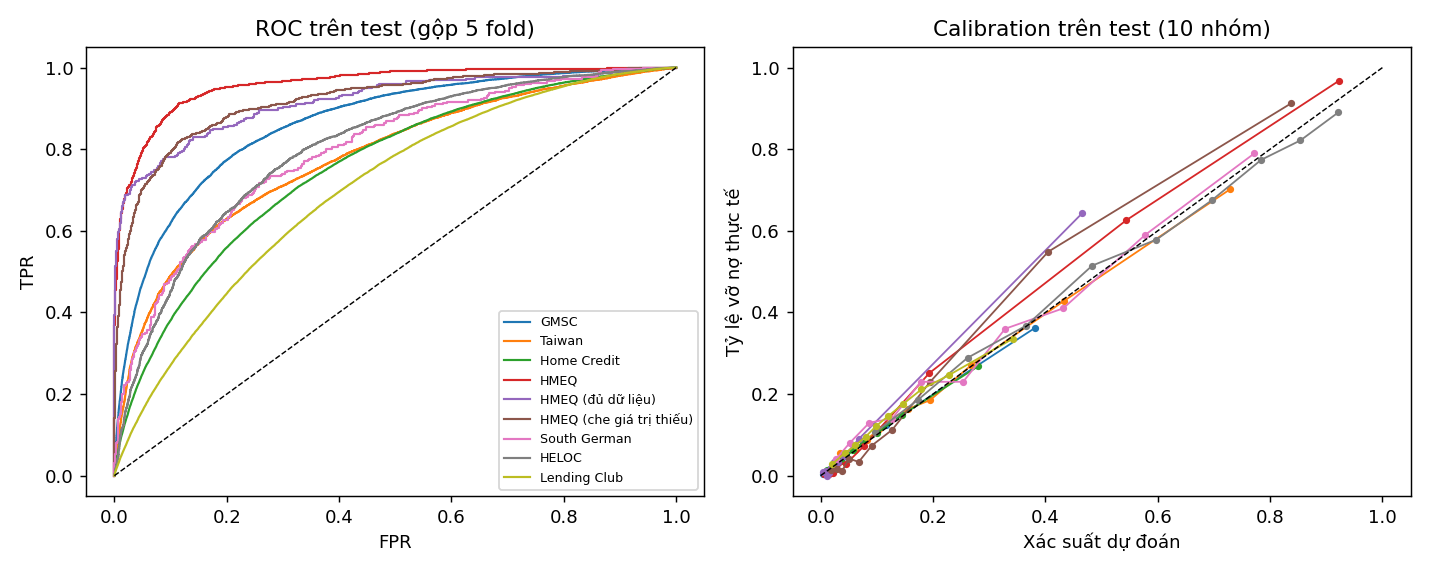 ROC trên test (gộp 5 fold)
1.0
0.8
0.6
0.4
0.2
0.0
TPR
0.0 0.2 0.4 0.6 0.8 1.0
FPR
GMSC
Taiwan
Home Credit
HMEQ
HMEQ (đủ dữ liệu)
HMEQ (che giá trị thiếu)
South German
HELOC
Lending Club
Calibration trên test (10 nhóm)
1.0
0.8
0.6
0.4
0.2
0.0
Tỷ lệ vỡ nợ thực tế
0.0 0.2 0.4 0.6 0.8 1.0
Xác suất dự đoán